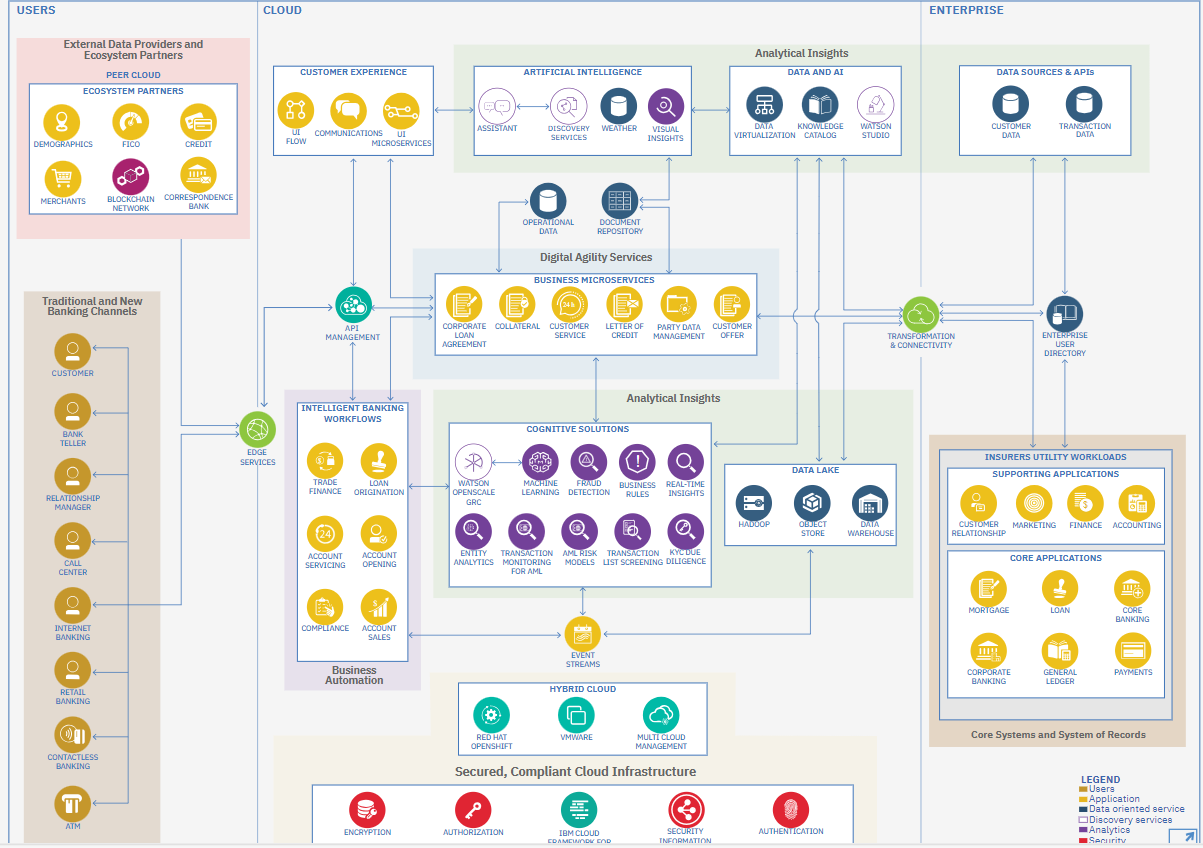 USERS
CLOUD
ENTERPRISE
External Data Providers and
Ecosystem Partners
PEER CLOUD
ECOSYSTEM PARTNERS
DEMOGRAPHICS
FICO
CREDIT
MERCHANTS
BLOCKCHAIN
NETWORK
CORRESPONDENCE
BANK
Traditional and New
Banking Channels
CUSTOMER
BANK
TELLER
RELATIONSHIP
MANAGER
CALL
CENTER
INTERNET
BANKING
RETAIL
BANKING
CONTACTLESS
BANKING
ATM
EDGE
SERVICES
CUSTOMER EXPERIENCE
UI
FLOW
COMMUNICATIONS
UI
MICROSERVICES
API
MANAGEMENT
Analytical Insights
ARTIFICIAL INTELLIGENCE
ASSISTANT
DISCOVERY
SERVICES
WEATHER
VISUAL
INSIGHTS
DATA AND AI
DATA
VIRTUALIZATION
KNOWLEDGE
CATALOG
WATSON
STUDIO
DATA SOURCES & APIs
CUSTOMER
DATA
TRANSACTION
DATA
OPERATIONAL
DATA
DOCUMENT
REPOSITORY
Digital Agility Services
BUSINESS MICROSERVICES
CORPORATE
LOAN
AGREEMENT
COLLATERAL
24 h
CUSTOMER
SERVICE
LETTER OF
CREDIT
PARTY DATA
MANAGEMENT
CUSTOMER
OFFER
TRANSFORMATION
& CONNECTIVITY
ENTERPRISE
USER
DIRECTORY
INTELLIGENT BANKING
WORKFLOWS
TRADE
FINANCE
LOAN
ORIGINATION
24
ACCOUNT
SERVICING
ACCOUNT
OPENING
COMPLIANCE
ACCOUNT
SALES
Business
Automation
Analytical Insights
COGNITIVE SOLUTIONS
WATSON
OPENSCALE
GRC
MACHINE
LEARNING
FRAUD
DETECTION
BUSINESS
RULES
REAL-TIME
INSIGHTS
ENTITY
ANALYTICS
TRANSACTION
MONITORING
FOR AML
AML RISK
MODELS
TRANSACTION
LIST SCREENING
KYC DUE
DILIGENCE
DATA LAKE
HADOOP
OBJECT
STORE
DATA
WAREHOUSE
EVENT
STREAMS
INSURERS UTILITY WORKLOADS
SUPPORTING APPLICATIONS
CUSTOMER
RELATIONSHIP
MARKETING
FINANCE
ACCOUNTING
CORE APPLICATIONS
MORTGAGE
LOAN
CORE
BANKING
CORPORATE
BANKING
GENERAL
LEDGER
PAYMENTS
Core Systems and System of Records
HYBRID CLOUD
RED HAT
OPENSHIFT
VMWARE
MULTI CLOUD
MANAGEMENT
Secured, Compliant Cloud Infrastructure
ENCRYPTION
AUTHORIZATION
IBM CLOUD
FRAMEWORK FOR
SECURITY
INFORMATION
AUTHENTICATION
LEGEND
Users
Application
Data oriented service
Discovery services
Analytics
Security